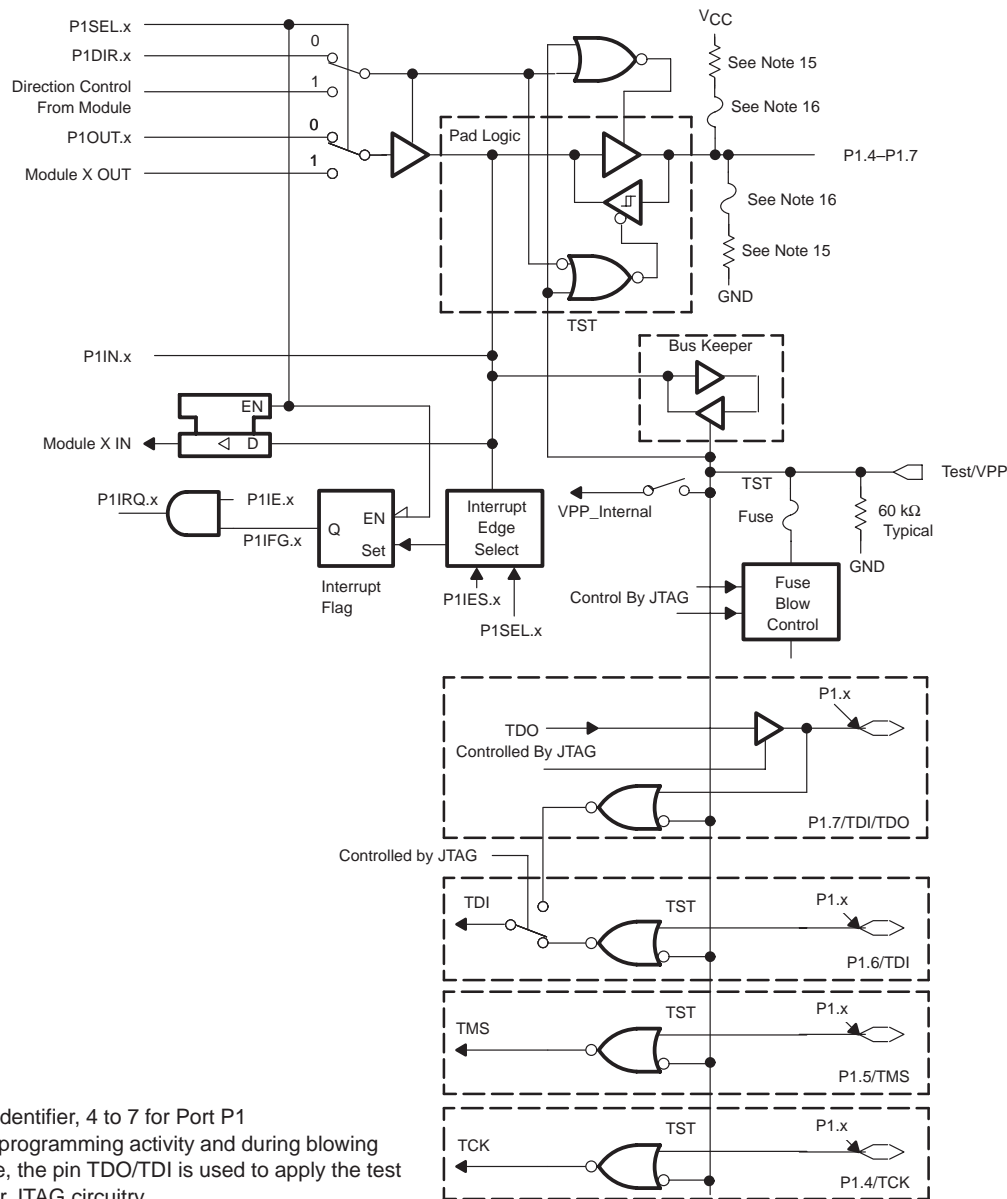 VCC
P1SEL.x
0
P1DIR.x
See Note 15
Direction Control
From Module
1
See Note 16
Pad Logic
P1OUT.x
0
P1.4–P1.7
Module X OUT
1
See Note 16
See Note 15
GND
TST
P1IN.x
Bus Keeper
EN
Module X IN
D
TST
Test/VPP
P1IRQ.x
P1IE.x
P1IFG.x
Q
EN
Set
Interrupt
Edge
Select
VPP_Internal
Fuse
60 kΩ
Typical
GND
Interrupt
Flag
P1IES.x
P1SEL.x
Control By JTAG
Fuse
Blow
Control
P1.x
TDO
Controlled By JTAG
P1.7/TDI/TDO
Controlled by JTAG
TDI
TST
P1.x
P1.6/TDI
TMS
TST
P1.x
P1.5/TMS
TCK
TST
P1.x
P1.4/TCK
dentifier, 4 to 7 for Port P1
programming activity and during blowing
e, the pin TDO/TDI is used to apply the test
r JTAG circuitry